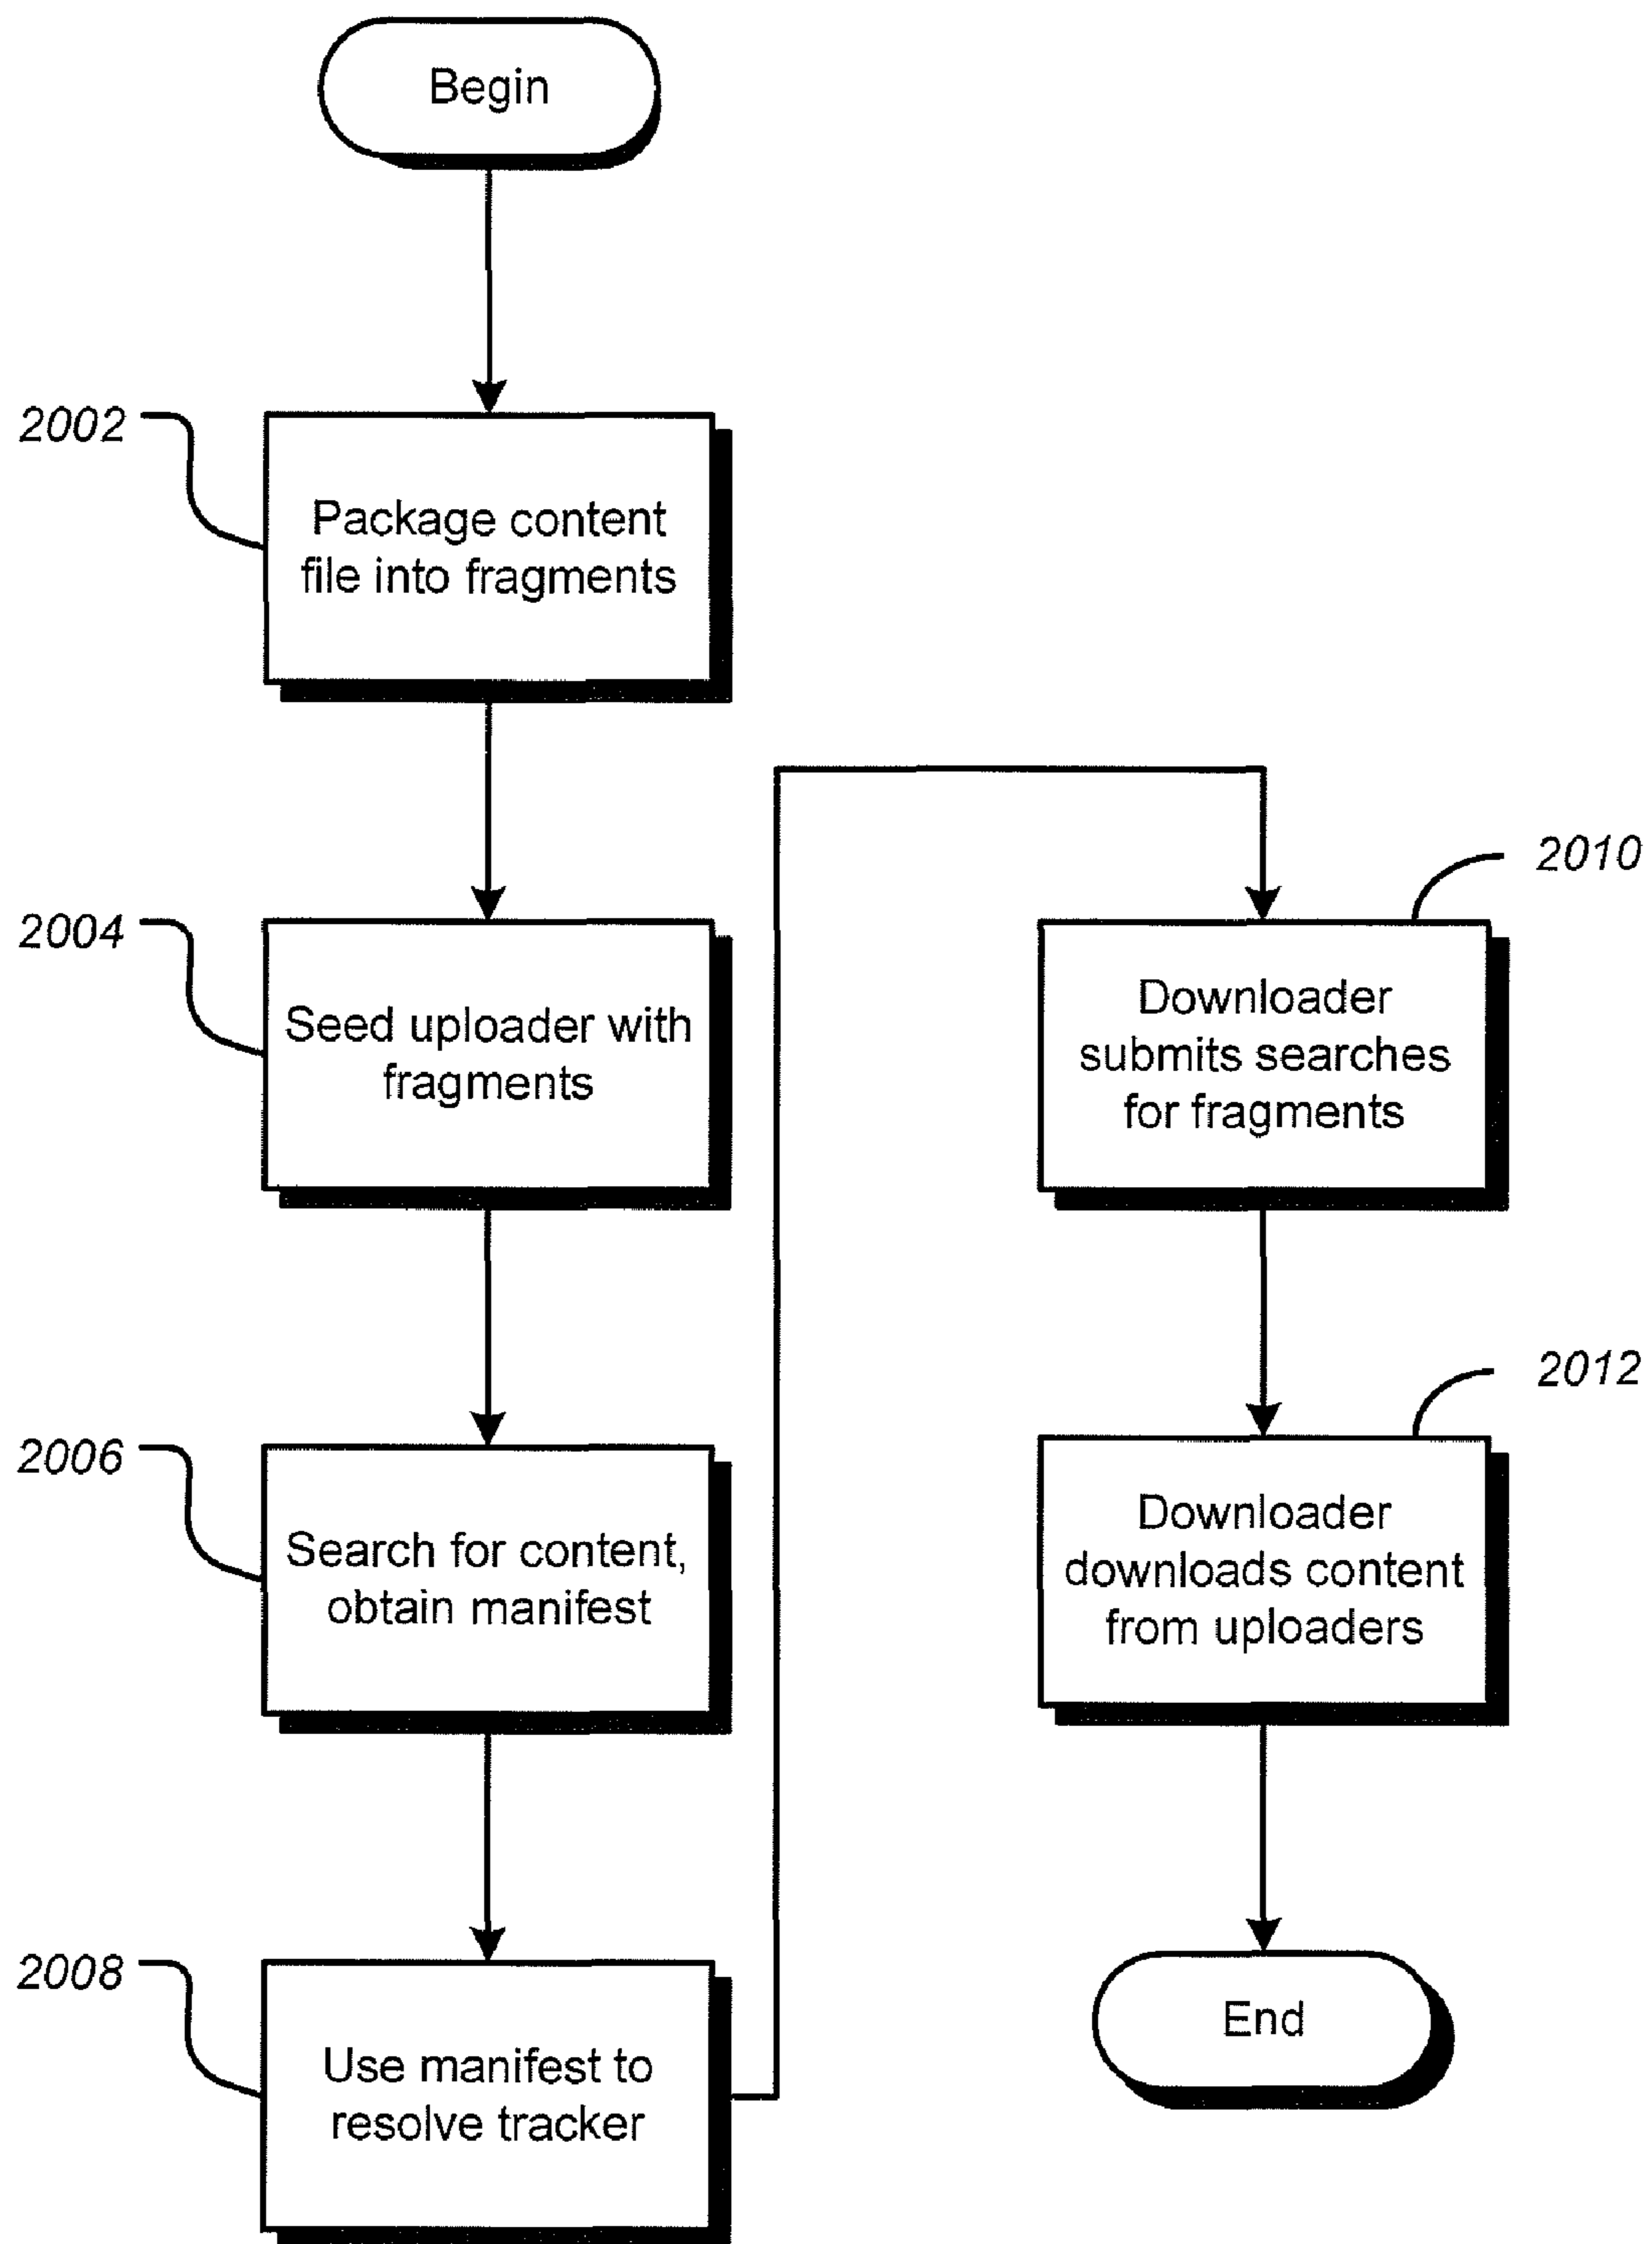 Begin
2002
Package content
file into fragments
2004
Seed uploader with
fragments
2006
Search for content,
obtain manifest
2008
Use manifest to
resolve tracker
2010
Downloader
submits searches
for fragments
2012
Downloader
downloads content
from uploaders
End